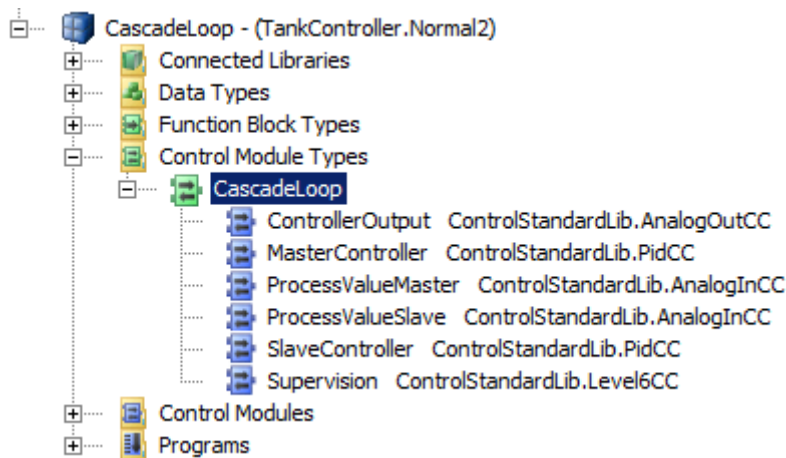 CascadeLoop - (TankController.Normal2)
Connected Libraries
Data Types
Function Block Types
Control Module Types
CascadeLoop
ControllerOutput ControlStandardLib.AnalogOutCC
MasterController ControlStandardLib.PidCC
ProcessValueMaster ControlStandardLib.AnalogInCC
ProcessValueSlave ControlStandardLib.AnalogInCC
SlaveController ControlStandardLib.PidCC
Supervision ControlStandardLib.Level6CC
Control Modules
Programs